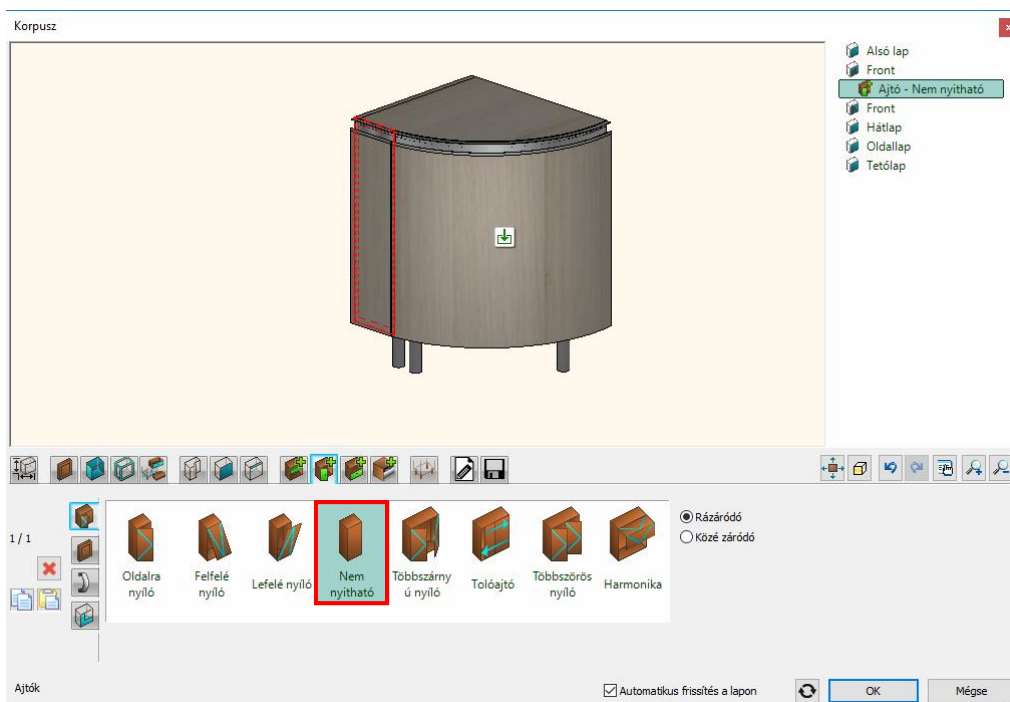 Korpusz
Alsó lap
Front
Ajtó - Nem nyitható
Front
Hátlap
Oldallap
Tetőlap
1 / 1
Oldalra
nyíló
Felfelé
nyíló
Lefelé nyíló
Nem
nyitható
Többszárny
ú nyíló
Tolóajtó
Többszörös
nyíló
Harmonika
Rázáródó
Közé záródó
Ajtók
Automatikus frissítés a lapon
OK
Mégse